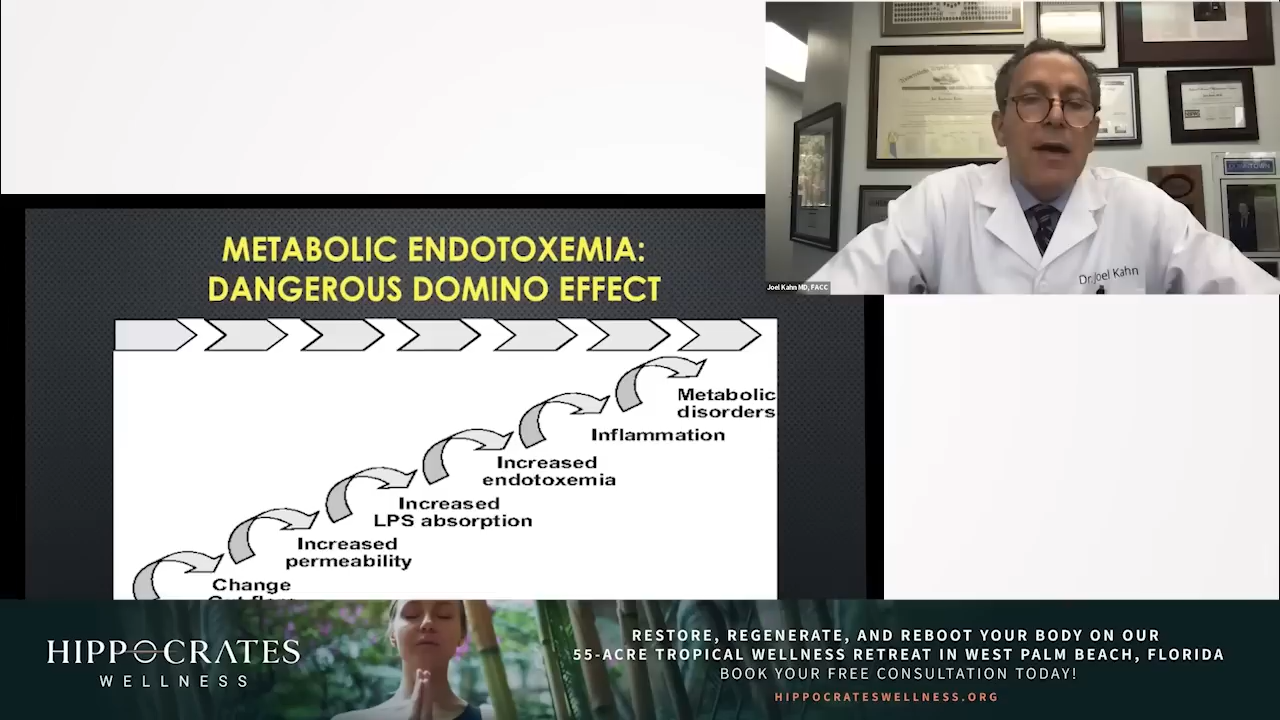 METABOLIC ENDOTOXEMIA:
DANGEROUS DOMINO EFFECT
Metabolic
disorders
Inflammation
Increased
endotoxemia
Increased
LPS absorption
Increased
permeability
Change
Dr. Joel Kahn
Joel Kahn MD, FACC
HIPPOCRATES
WELLNESS
RESTORE, REGENERATE, AND REBOOT YOUR BODY ON OUR
55-ACRE TROPICAL WELLNESS RETREAT IN WEST PALM BEACH, FLORIDA
BOOK YOUR FREE CONSULTATION TODAY!
HIPPOCRATESWELLNESS.ORG